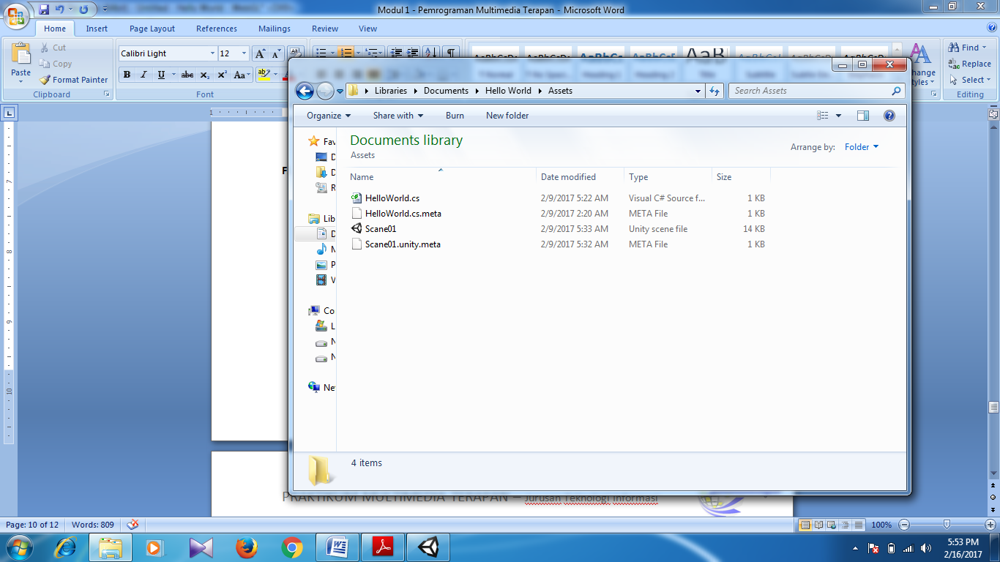 Modul 1 - Pemrograman Multimedia Terapan - Microsoft Word
Home Insert Page Layout References Mailings Review View
Paste
Cut
Copy
Format Painter
Clipboard
Calibri Light 12
Font
Find
Replace
Select
Editing
Libraries Documents Hello World Assets
Search Assets
Organize Share with Burn New folder
Documents library
Assets
Arrange by: Folder
Name Date modified Type Size
HelloWorld.cs 2/9/2017 5:22 AM Visual C# Source f... 1 KB
HelloWorld.cs.meta 2/9/2017 2:20 AM META File 1 KB
Scane01 2/9/2017 5:33 AM Unity scene file 14 KB
Scane01.unity.meta 2/9/2017 5:32 AM META File 1 KB
4 items
PRAKTIKUM MULTIMEDIA TERAPAN – Jurusan Teknologi Informasi
Page: 10 of 12 Words: 809 100%
5:53 PM
2/16/2017